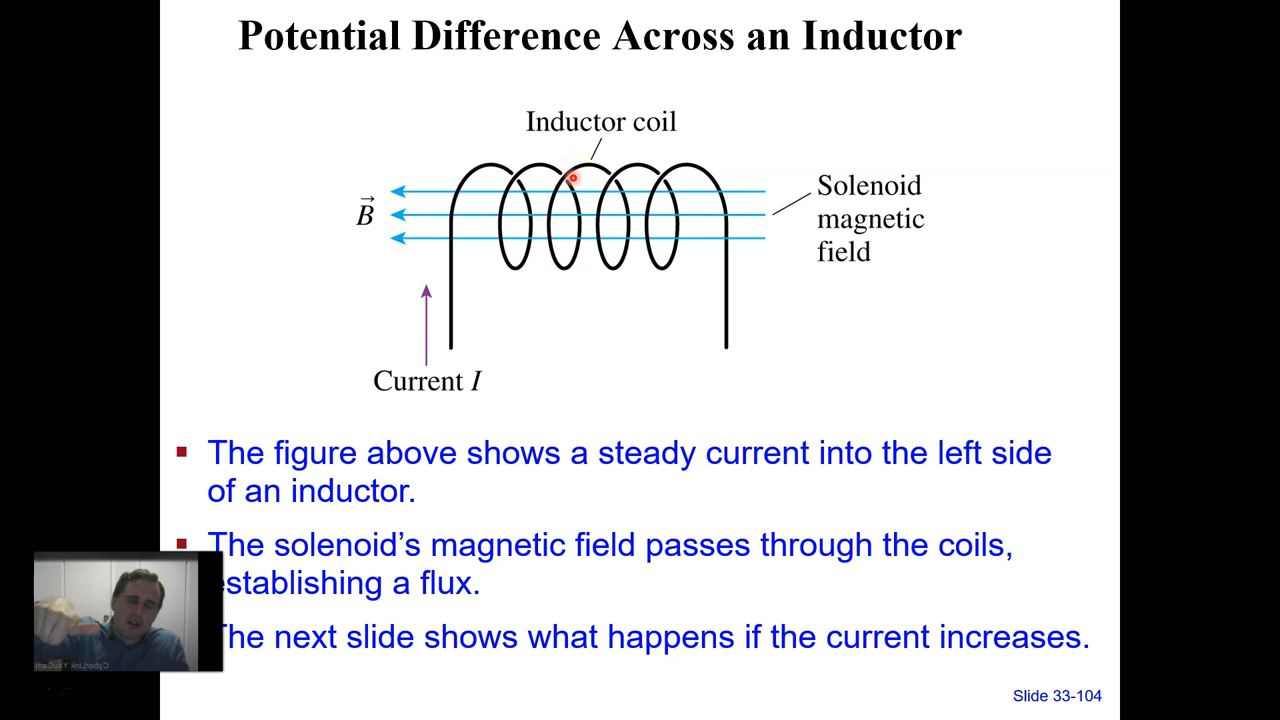 Potential Difference Across an Inductor
Inductor coil
Solenoid
magnetic
field
B
Current I
The figure above shows a steady current into the left side
of an inductor.
The solenoid’s magnetic field passes through the coils,
establishing a flux.
The next slide shows what happens if the current increases.
CyberLink YouCam
Slide 33-104